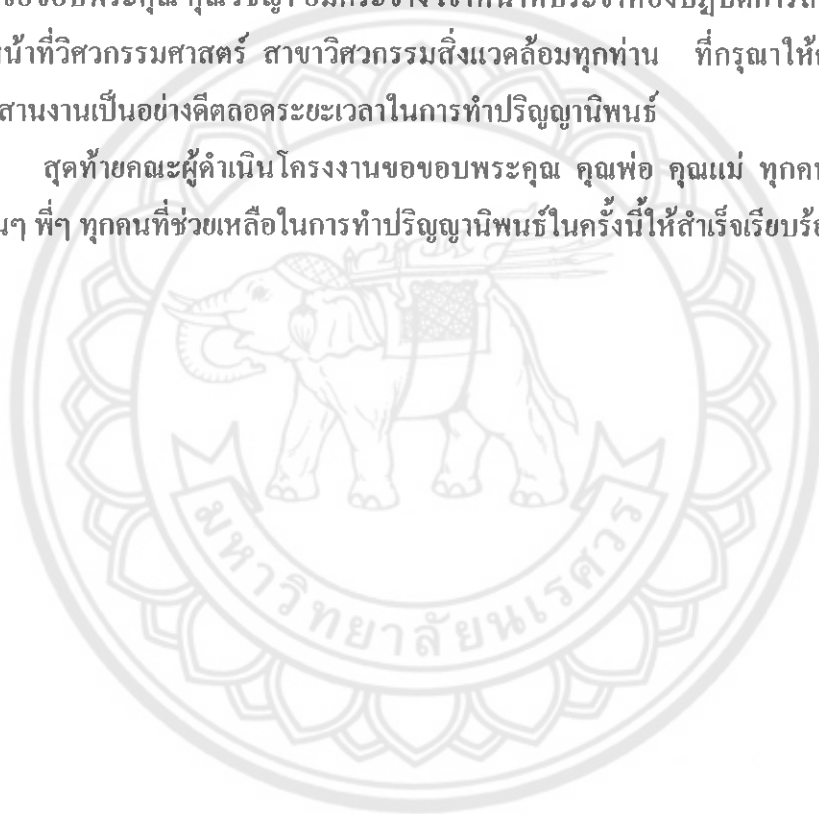 น้าที่วิศวกรรมศาสตร์ สาขาวิศวกรรมสิ่งแวดล้อมทุกท่าน ที่กรุณาให้
สานงานเป็นอย่างดีตลอดระยะเวลาในการทำปริญญานิพนธ์
สุดท้ายคณะผู้ดำเนินโครงงานขอขอบพระคุณ คุณพ่อ คุณแม่ ทุกค
นๆ พี่ๆ ทุกคนที่ช่วยเหลือในการทำปริญญานิพนธ์ในครั้งนี้ให้สำเร็จเรียบร้
มหาวิทยาลัยนเรศวร